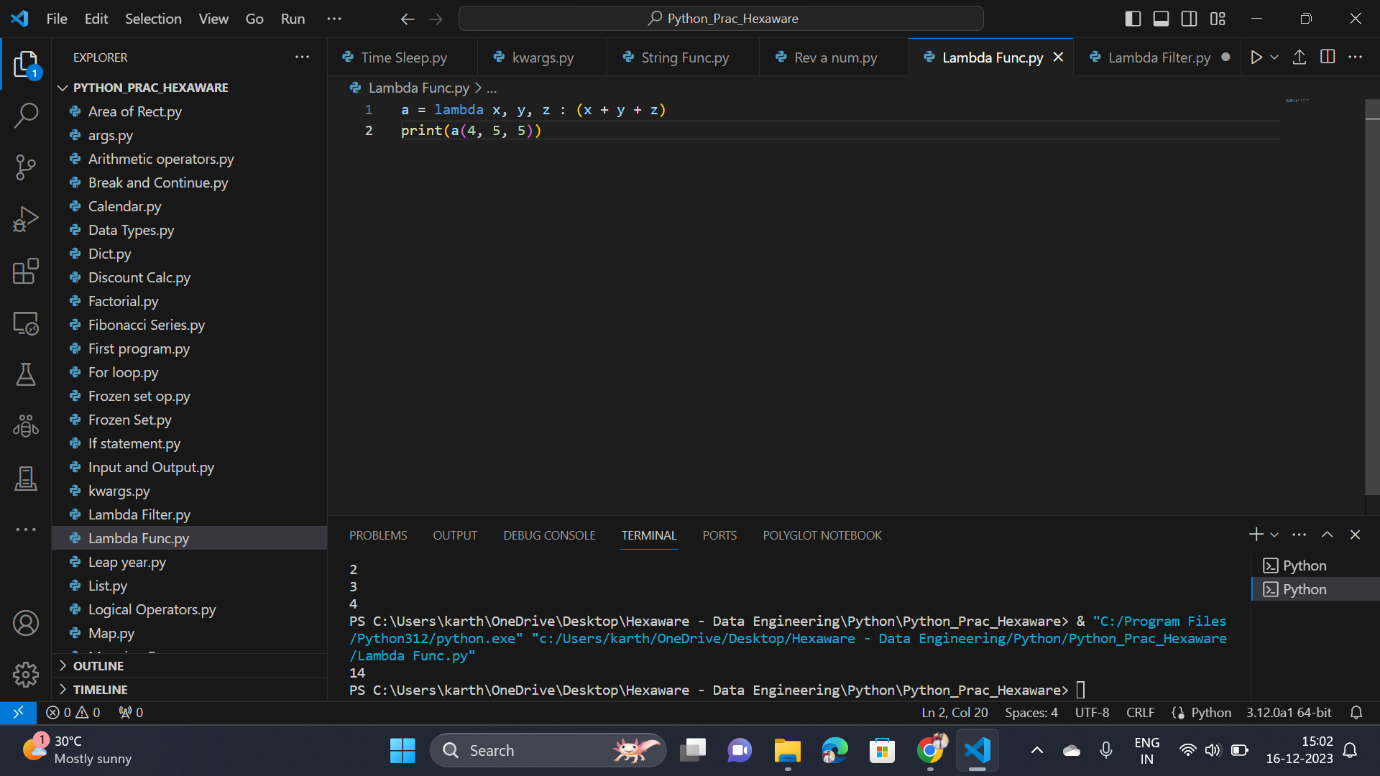 File Edit Selection View Go Run ···
Python_Prac_Hexaware
EXPLORER
PYTHON_PRAC_HEXAWARE
Area of Rect.py
args.py
Arithmetic operators.py
Break and Continue.py
Calendar.py
Data Types.py
Dict.py
Discount Calc.py
Factorial.py
Fibonacci Series.py
First program.py
For loop.py
Frozen set op.py
Frozen Set.py
If statement.py
Input and Output.py
kwargs.py
Lambda Filter.py
Lambda Func.py
Leap year.py
List.py
Logical Operators.py
Map.py
OUTLINE
TIMELINE
1
Time Sleep.py kwargs.py String Func.py Rev a num.py Lambda Func.py Lambda Filter.py
Lambda Func.py > ...
1 a = lambda x, y, z : (x + y + z)
2 print(a(4, 5, 5))
PROBLEMS OUTPUT DEBUG CONSOLE TERMINAL PORTS POLYGLOT NOTEBOOK
2
3
4
PS C:\Users\karth\OneDrive\Desktop\Hexaware - Data Engineering\Python\Python_Prac_Hexaware> & "C:/Program Files
/Python312/python.exe" "c:/Users/karth/OneDrive/Desktop/Hexaware - Data Engineering/Python/Python_Prac_Hexaware
/Lambda Func.py"
14
PS C:\Users\karth\OneDrive\Desktop\Hexaware - Data Engineering\Python\Python_Prac_Hexaware>
Python
Python
0 0 0 Ln 2, Col 20 Spaces: 4 UTF-8 CRLF Python 3.12.0a1 64-bit
1
30°C
Mostly sunny
Search
ENG
IN
15:02
16-12-2023